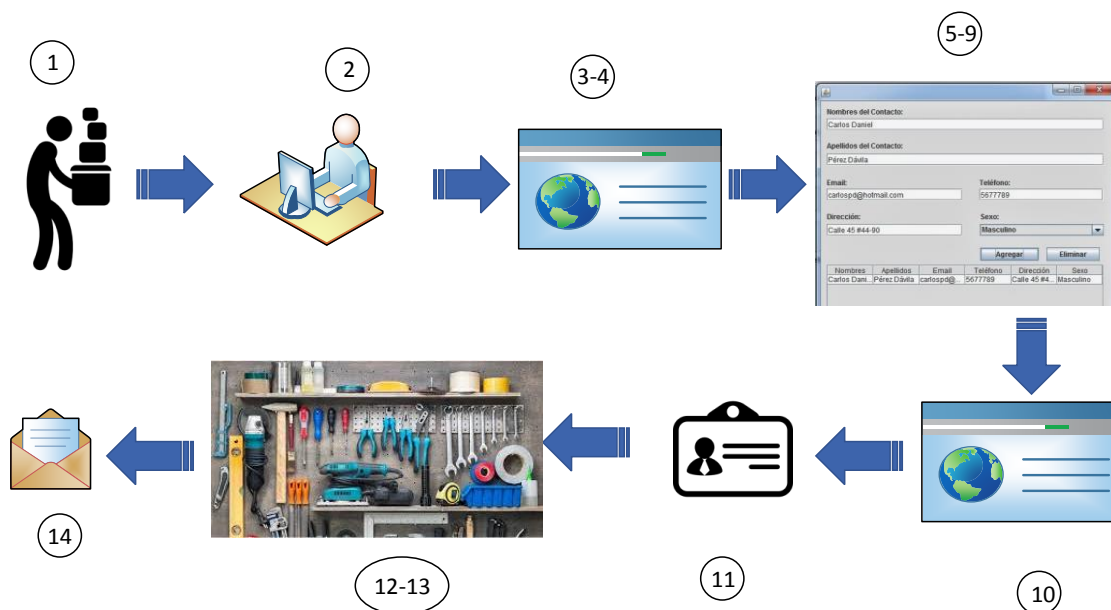 1
2
3-4
5-9
Nombres del Contacto:
Carlos Daniel
Apellidos del Contacto:
Pérez Dávila
Email: Teléfono:
carlospd@hotmail.com 5677789
Dirección: Sexo:
Calle 45 #44-90 Masculino
Agregar Eliminar
Nombres Apellidos Email Teléfono Dirección Sexo
Carlos Dani... Pérez Dávila carlospd@... 5677789 Calle 45 #4... Masculino
14
12-13
11
10